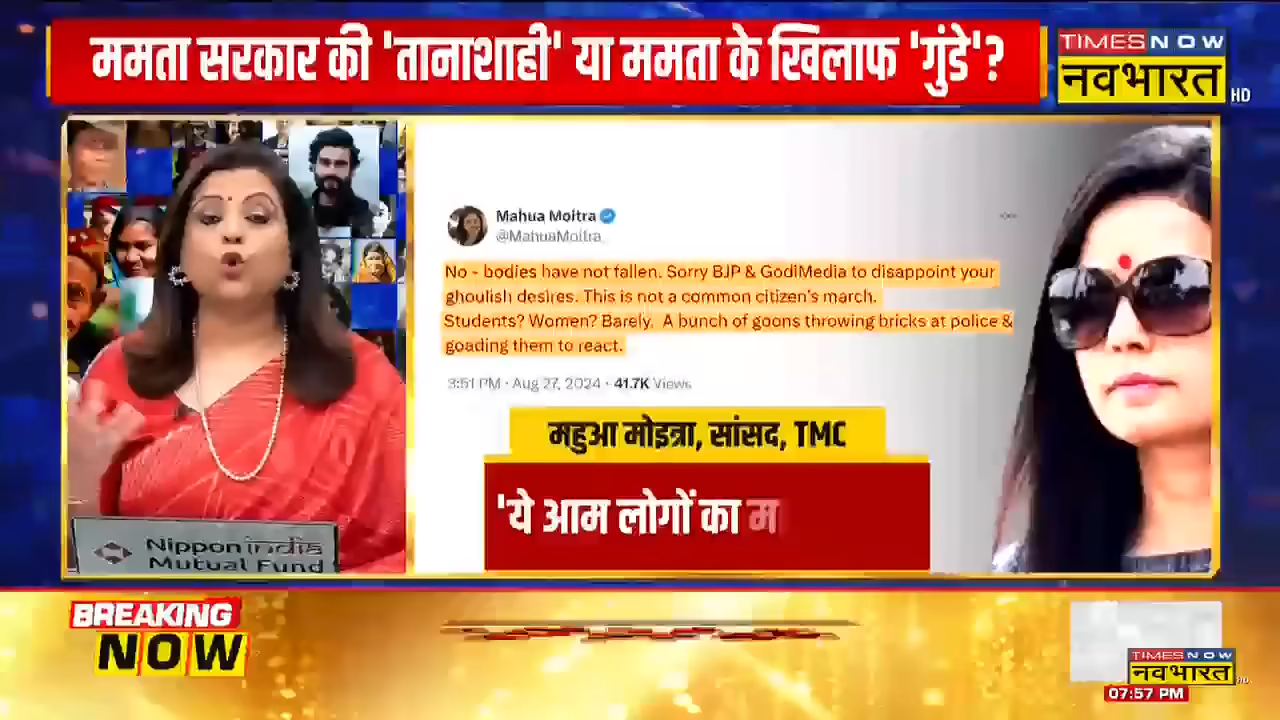 ममता सरकार की 'तानाशाही' या ममता के खिलाफ 'गुंडे'?
TIMES NOW
नवभारत
HD
Mahua Moitra
@MahuaMoitra
No - bodies have not fallen. Sorry BJP & GodiMedia to disappoint your
ghoulish desires. This is not a common citizen's march.
Students? Women? Barely. A bunch of goons throwing bricks at police &
goading them to react.
3:51 PM · Aug 27, 2024 · 41.7K Views
महुआ मोइत्रा, सांसद, TMC
'ये आम लोगों का म
Nippon india
Mutual Fund
BREAKING
NOW
TIMES NOW
नवभारत
HD
07:57 PM